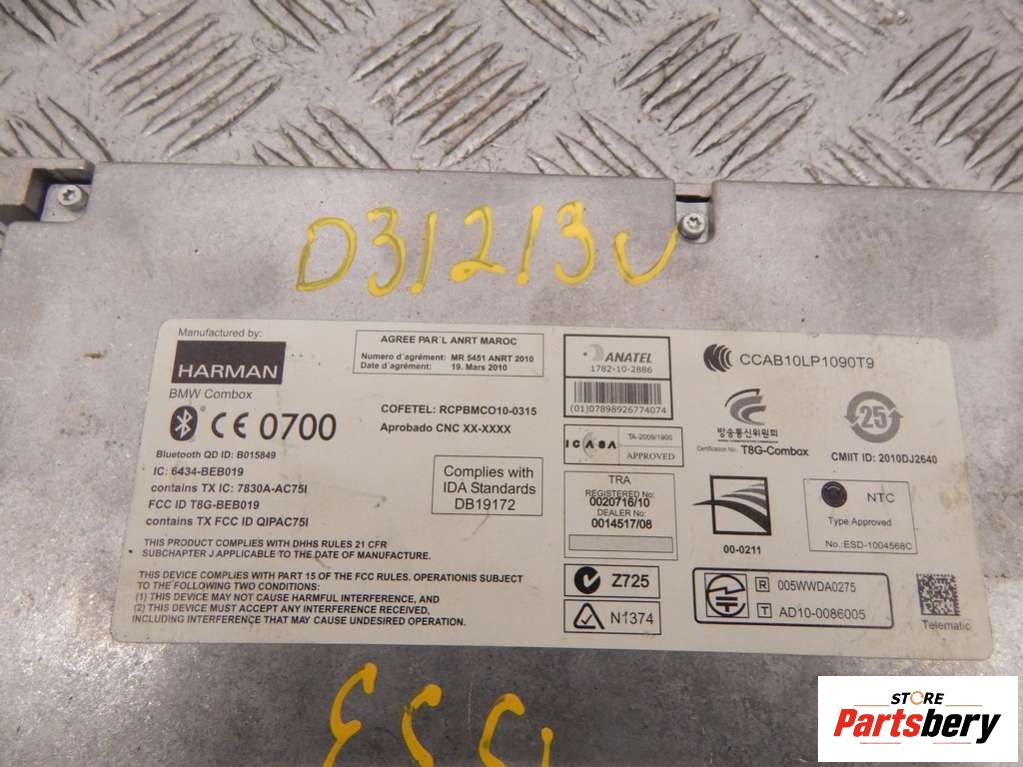 D31213U
Manufactured by:
HARMAN
BMW Combox
CE 0700
Bluetooth QD ID: B015849
IC: 6434-BEB019
contains TX IC: 7830A-AC75I
FCC ID T8G-BEB019
contains TX FCC ID QIPAC75I
THIS PRODUCT COMPLIES WITH DHHS RULES 21 CFR
SUBCHAPTER J APPLICABLE TO THE DATE OF MANUFACTURE.
THIS DEVICE COMPLIES WITH PART 15 OF THE FCC RULES. OPERATIONIS SUBJECT
TO THE FOLLOWING TWO CONDITIONS:
(1) THIS DEVICE MAY NOT CAUSE HARMFUL INTERFERENCE, AND
(2) THIS DEVICE MUST ACCEPT ANY INTERFERENCE RECEIVED,
INCLUDING INTERFERENCE THAT MAY CAUSE UNDESIRED OPERATION.
AGREE PAR´L ANRT MAROC
Numero d´agrément: MR 5451 ANRT 2010
Date d´agrément: 19. Mars 2010
COFETEL: RCPBMCO10-0315
Aprobado CNC XX-XXXX
Complies with
IDA Standards
DB19172
ANATEL
1782-10-2886
(01)07898926774074
ICASA
TA-2009/1900
APPROVED
TRA
REGISTERED No:
0020716/10
DEALER No:
0014517/08
Z725
N1374
CCAB10LP1090T9
방송통신위원회
Certification No.: T8G-Combox
25
CMIIT ID: 2010DJ2640
00-0211
NTC
Type Approved
No.:ESD-1004568C
R 005WWDA0275
T AD10-0086005
Telematic
STORE
Partsbery